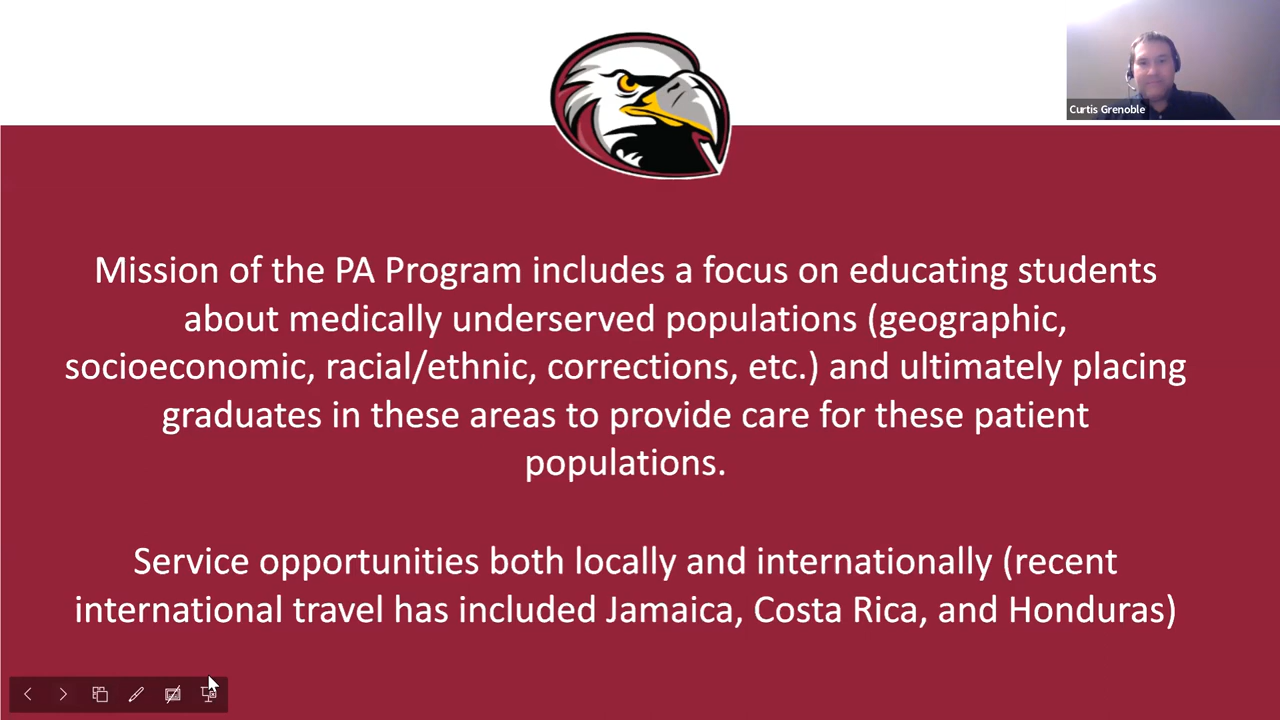 Curtis Grenoble
Mission of the PA Program includes a focus on educating students
about medically underserved populations (geographic,
socioeconomic, racial/ethnic, corrections, etc.) and ultimately placing
graduates in these areas to provide care for these patient
populations.
Service opportunities both locally and internationally (recent
international travel has included Jamaica, Costa Rica, and Honduras)